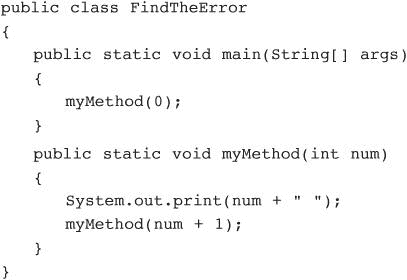 public class FindTheError
{
public static void main(String[] args)
{
myMethod(0);
}
public static void myMethod(int num)
{
System.out.print(num + " ");
myMethod(num + 1);
}
}